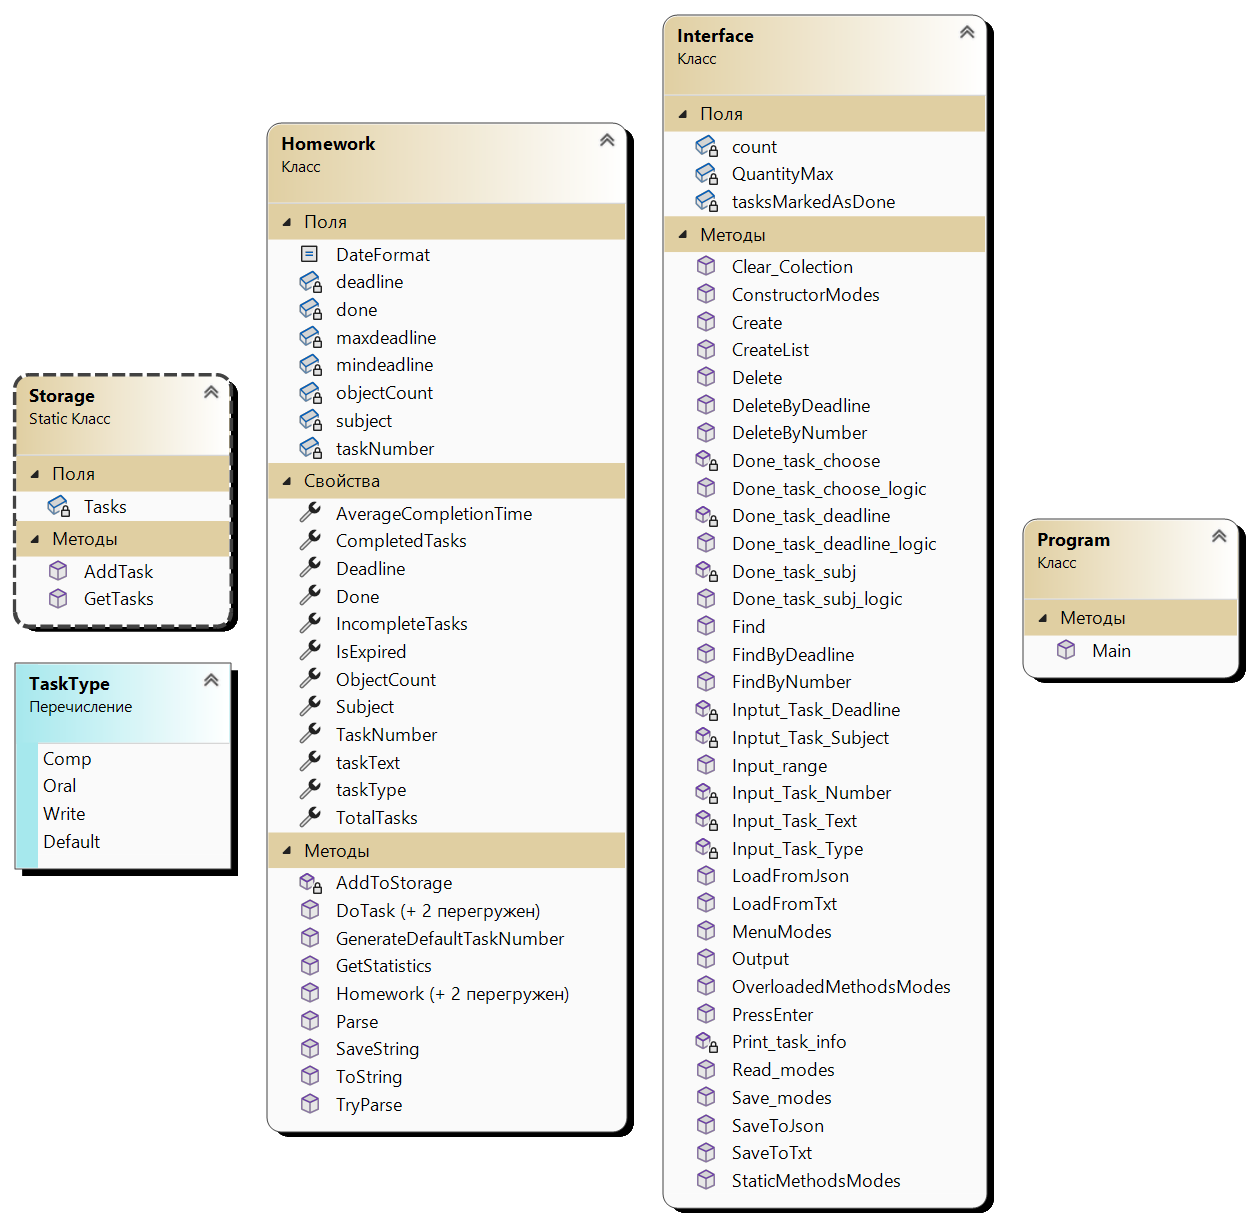 Storage
Static Класс
Поля
Tasks
Методы
AddTask
GetTasks
TaskType
Перечисление
Comp
Oral
Write
Default
Homework
Класс
Поля
DateFormat
deadline
done
maxdeadline
mindeadline
objectCount
subject
taskNumber
Свойства
AverageCompletionTime
CompletedTasks
Deadline
Done
IncompleteTasks
IsExpired
ObjectCount
Subject
TaskNumber
taskText
taskType
TotalTasks
Методы
AddToStorage
DoTask (+ 2 перегружен)
GenerateDefaultTaskNumber
GetStatistics
Homework (+ 2 перегружен)
Parse
SaveString
ToString
TryParse
Interface
Класс
Поля
count
QuantityMax
tasksMarkedAsDone
Методы
Clear_Colection
ConstructorModes
Create
CreateList
Delete
DeleteByDeadline
DeleteByNumber
Done_task_choose
Done_task_choose_logic
Done_task_deadline
Done_task_deadline_logic
Done_task_subj
Done_task_subj_logic
Find
FindByDeadline
FindByNumber
Inptut_Task_Deadline
Inptut_Task_Subject
Input_range
Input_Task_Number
Input_Task_Text
Input_Task_Type
LoadFromJson
LoadFromTxt
MenuModes
Output
OverloadedMethodsModes
PressEnter
Print_task_info
Read_modes
Save_modes
SaveToJson
SaveToTxt
StaticMethodsModes
Program
Класс
Методы
Main